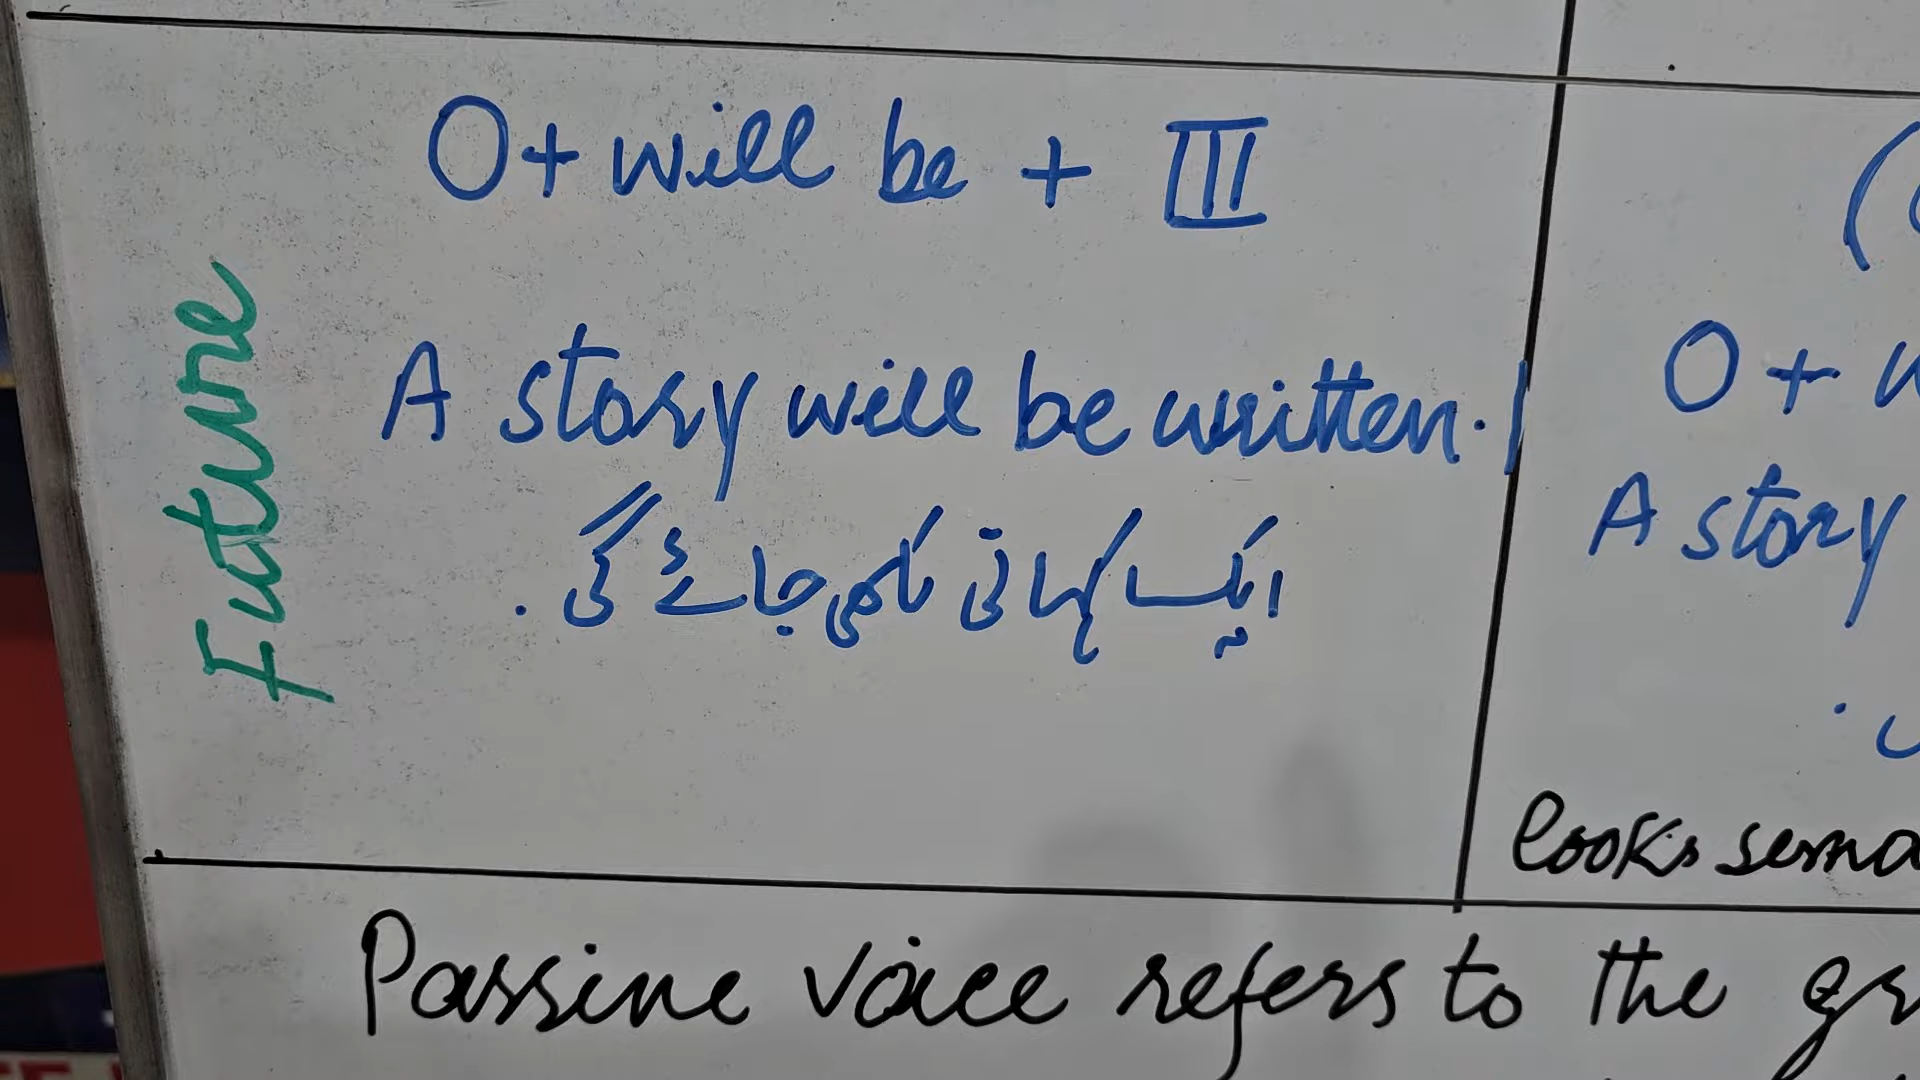 Future
O + will be + III
A story will be written.
ایک کہانی لکھی جائے گی.
O +
A story
looks
Passive voice refers to the